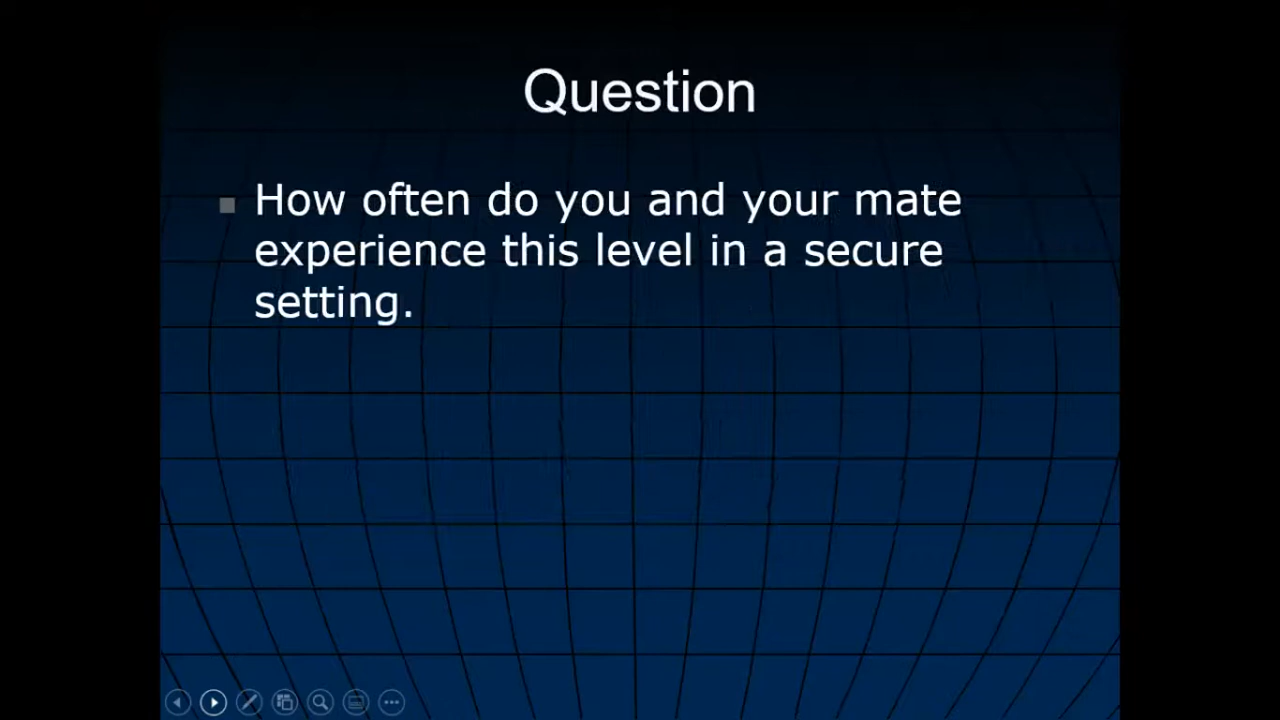 Question
How often do you and your mate
experience this level in a secure
setting.